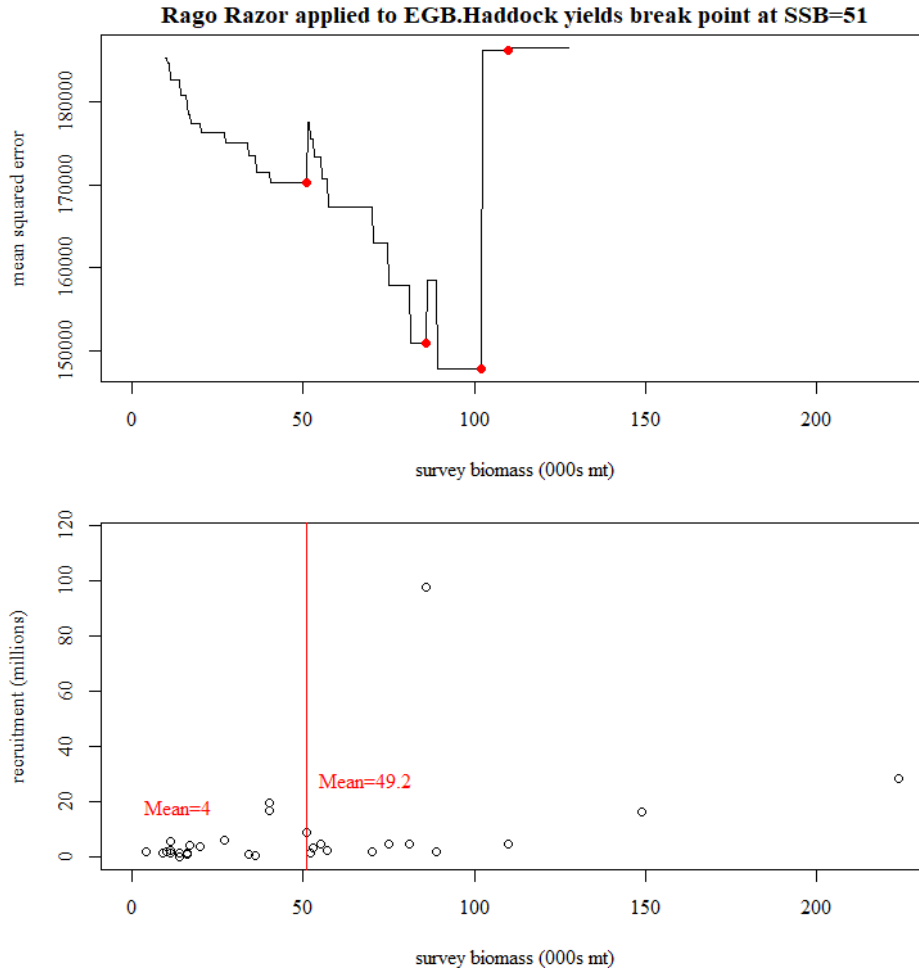 Rago Razor applied to EGB.Haddock yields break point at SSB=51
mean squared error
180000
170000
160000
150000
0 50 100 150 200
survey biomass (000s mt)
recruitment (millions)
120
100
80
60
40
20
0
Mean=49.2
Mean=4
0 50 100 150 200
survey biomass (000s mt)